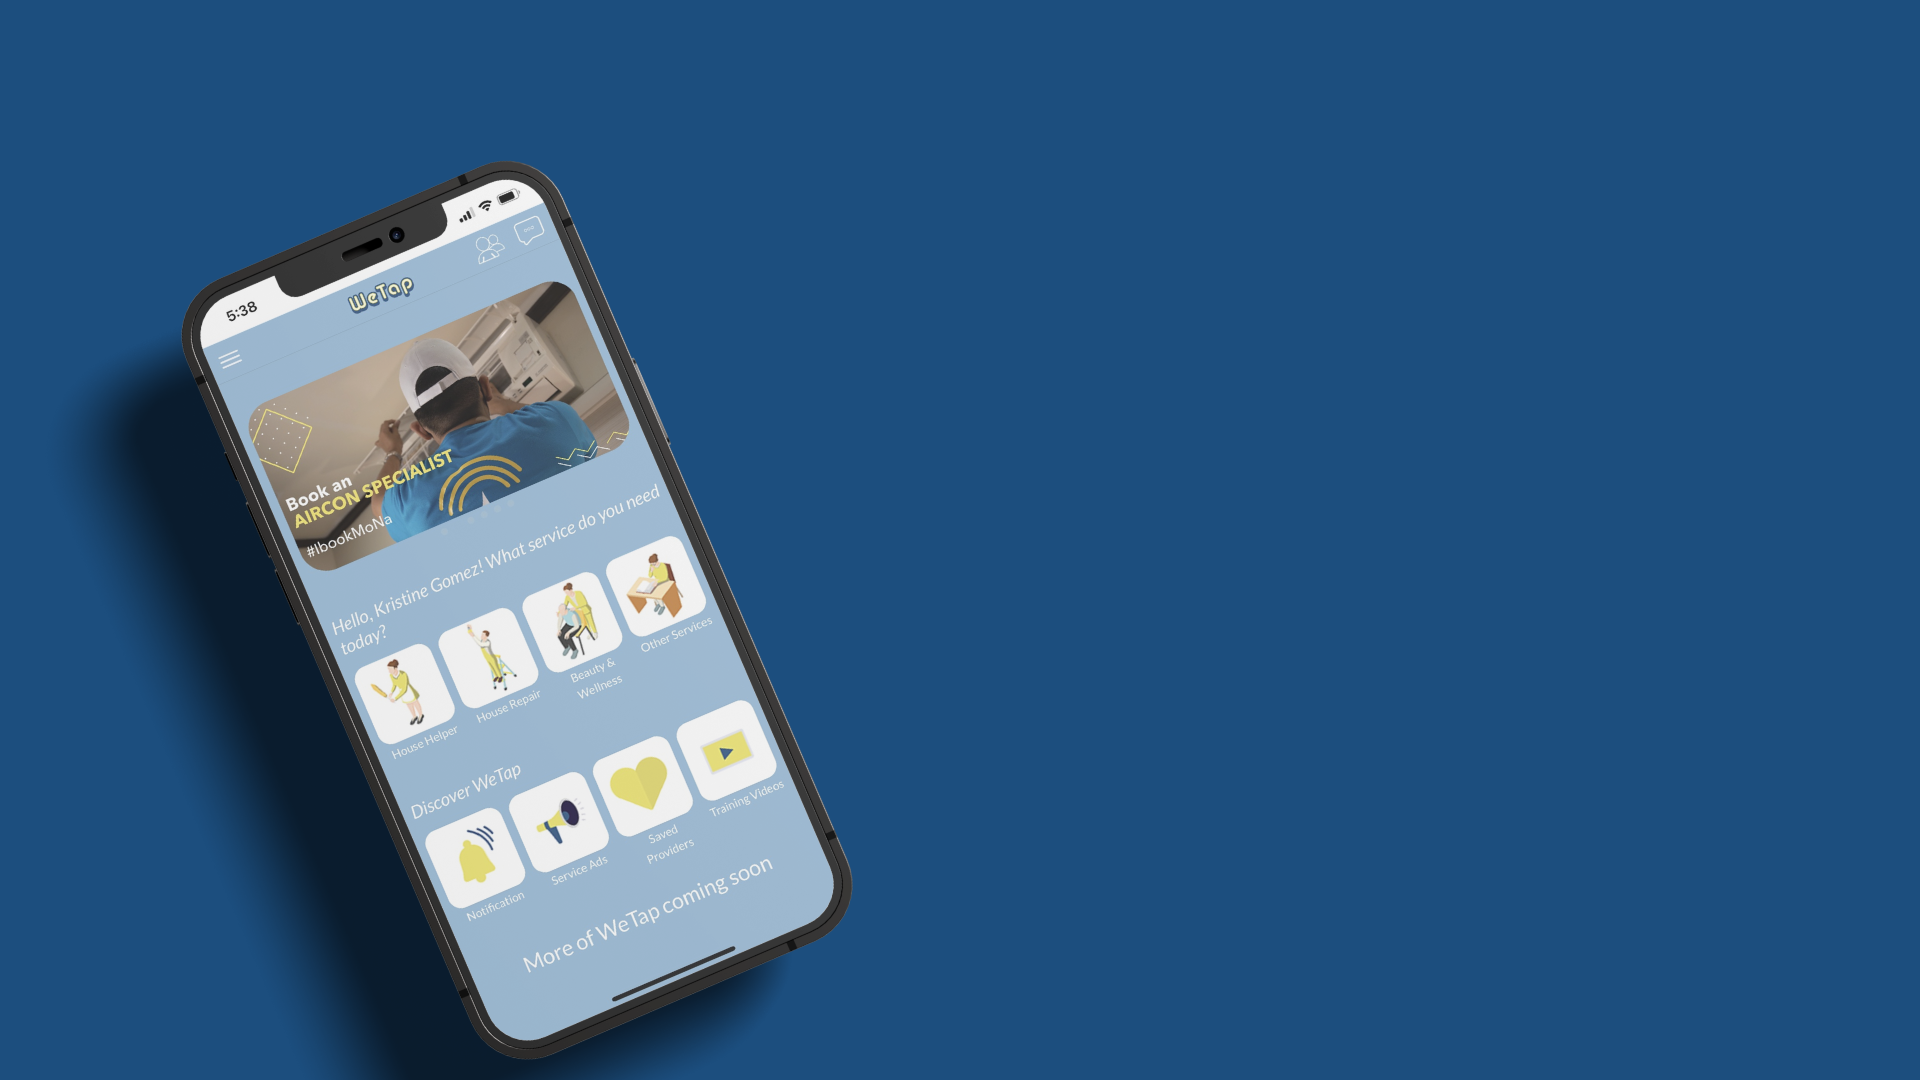 5:38
WeTap
Book an
AIRCON SPECIALIST
#IbookMoNa
Hello, Kristine Gomez! What service do you need
today?
House Helper
House Repair
Beauty &
Wellness
Other Services
Discover WeTap
Notification
Service Ads
Saved
Providers
Training Videos
More of WeTap coming soon